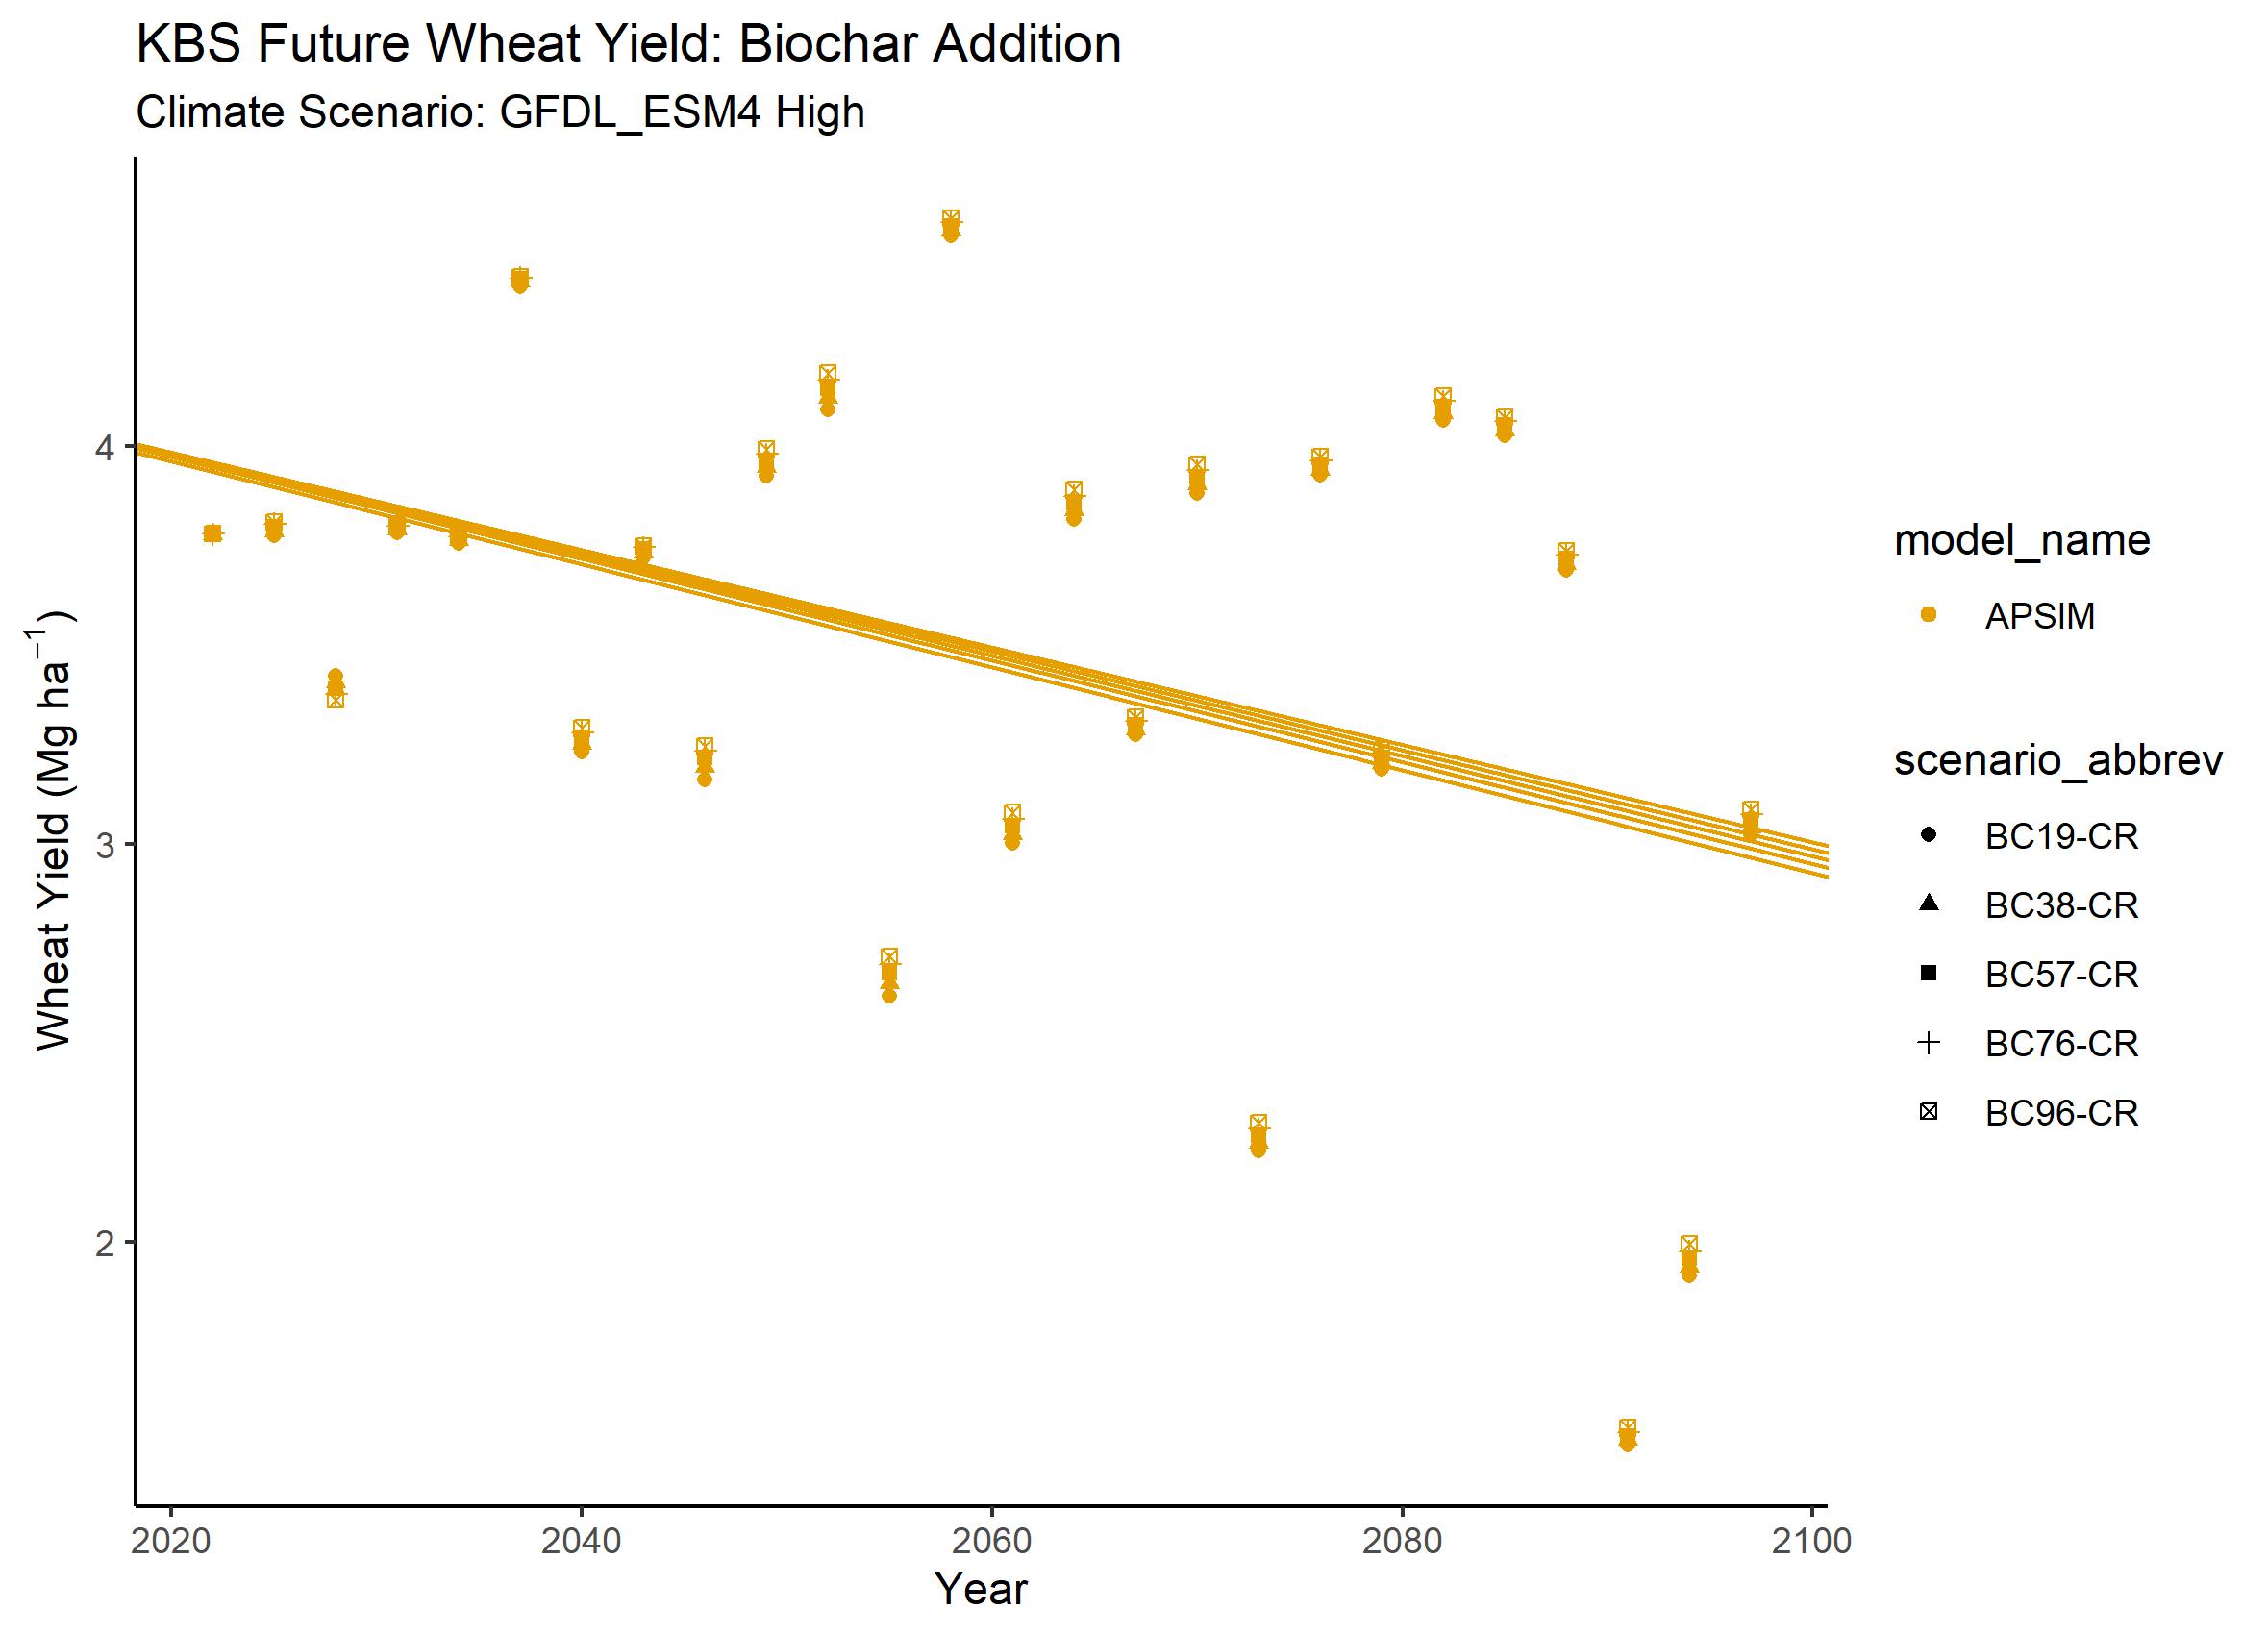 KBS Future Wheat Yield: Biochar Addition
Climate Scenario: GFDL_ESM4 High
Wheat Yield (Mg ha⁻¹)
4
3
2
2020
2040
2060
2080
2100
Year
model_name
APSIM
scenario_abbrev
BC19-CR
BC38-CR
BC57-CR
BC76-CR
BC96-CR